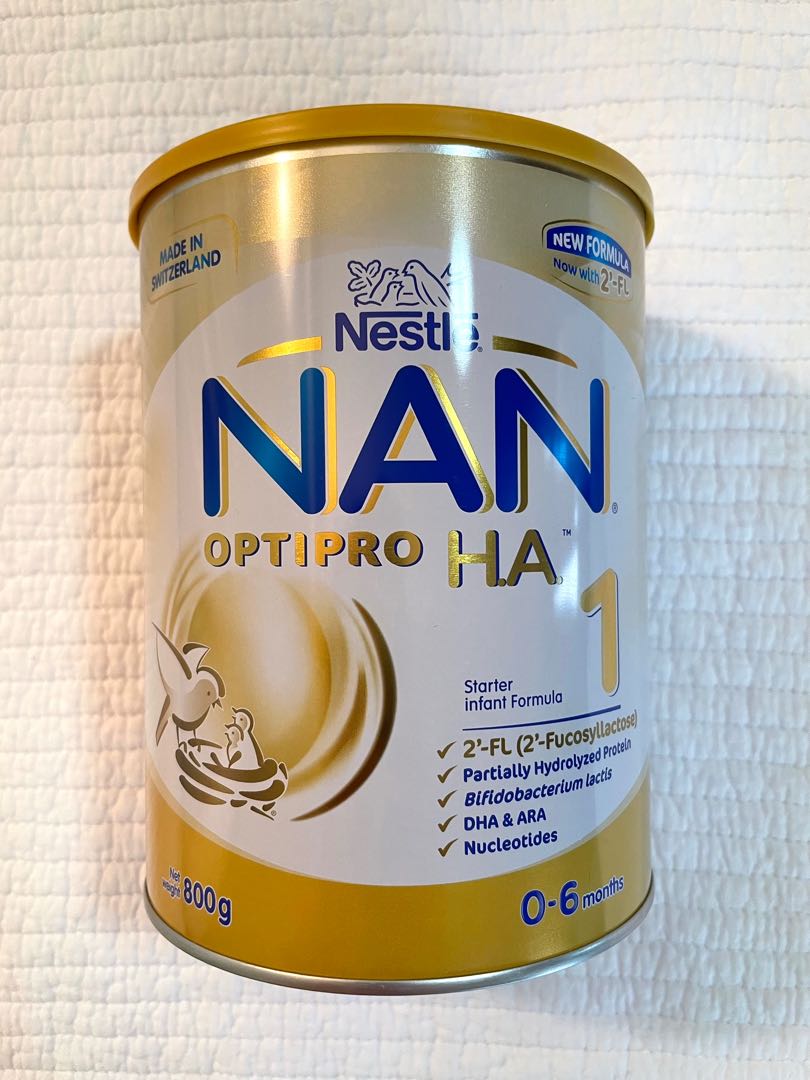 MADE IN
SWITZERLAND
NEW FORMULA
Now with 2'-FL
Nestlé®
NAN®
OPTIPRO H.A.™
1
Starter
infant Formula
✓ 2'-FL (2'-Fucosyllactose)
✓ Partially Hydrolyzed Protein
✓ Bifidobacterium lactis
✓ DHA & ARA
✓ Nucleotides
Net
weight 800g
0-6 months